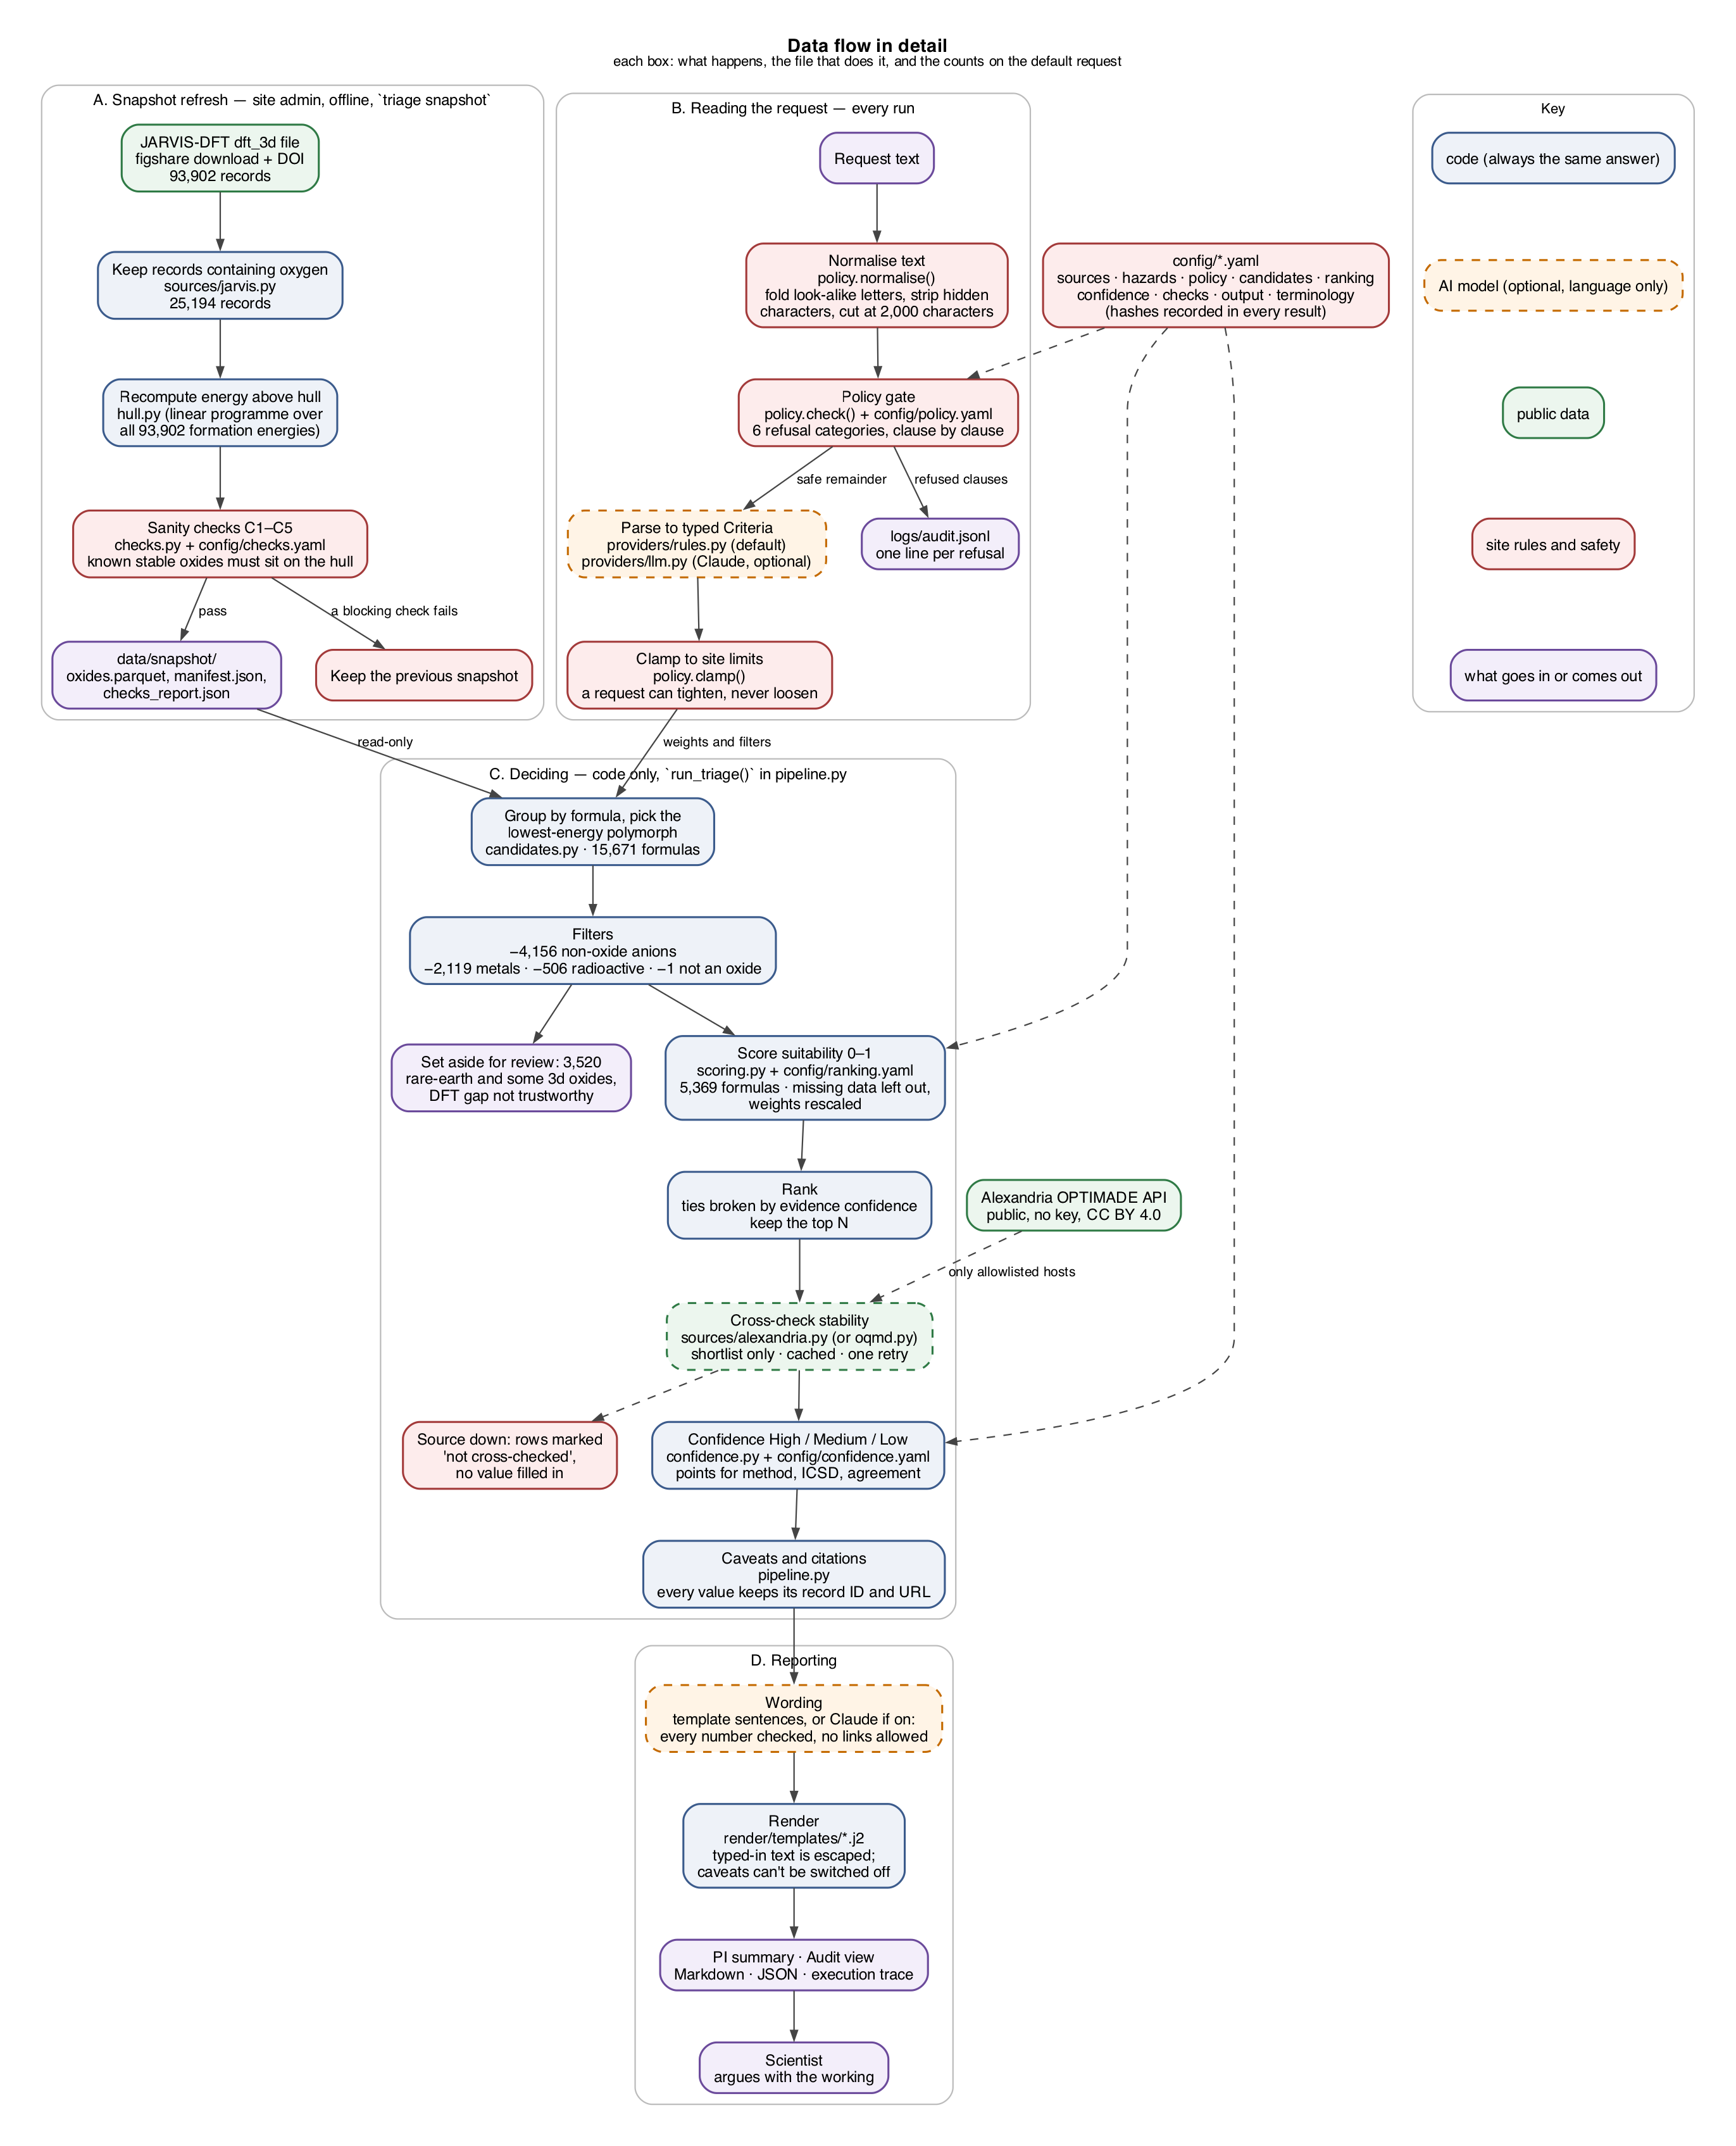 Data flow in detail
each box: what happens, the file that does it, and the counts on the default request
A. Snapshot refresh — site admin, offline, `triage snapshot`
JARVIS-DFT dft_3d file
figshare download + DOI
93,902 records
Keep records containing oxygen
sources/jarvis.py
25,194 records
Recompute energy above hull
hull.py (linear programme over
all 93,902 formation energies)
Sanity checks C1–C5
checks.py + config/checks.yaml
known stable oxides must sit on the hull
pass
a blocking check fails
data/snapshot/
oxides.parquet, manifest.json,
checks_report.json
Keep the previous snapshot
read-only
B. Reading the request — every run
Request text
Normalise text
policy.normalise()
fold look-alike letters, strip hidden
characters, cut at 2,000 characters
Policy gate
policy.check() + config/policy.yaml
6 refusal categories, clause by clause
safe remainder
refused clauses
Parse to typed Criteria
providers/rules.py (default)
providers/llm.py (Claude, optional)
logs/audit.jsonl
one line per refusal
Clamp to site limits
policy.clamp()
a request can tighten, never loosen
weights and filters
config/*.yaml
sources · hazards · policy · candidates · ranking
confidence · checks · output · terminology
(hashes recorded in every result)
Key
code (always the same answer)
AI model (optional, language only)
public data
site rules and safety
what goes in or comes out
C. Deciding — code only, `run_triage()` in pipeline.py
Group by formula, pick the
lowest-energy polymorph
candidates.py · 15,671 formulas
Filters
−4,156 non-oxide anions
−2,119 metals · −506 radioactive · −1 not an oxide
Set aside for review: 3,520
rare-earth and some 3d oxides,
DFT gap not trustworthy
Score suitability 0–1
scoring.py + config/ranking.yaml
5,369 formulas · missing data left out,
weights rescaled
Rank
ties broken by evidence confidence
keep the top N
Alexandria OPTIMADE API
public, no key, CC BY 4.0
only allowlisted hosts
Cross-check stability
sources/alexandria.py (or oqmd.py)
shortlist only · cached · one retry
Source down: rows marked
'not cross-checked',
no value filled in
Confidence High / Medium / Low
confidence.py + config/confidence.yaml
points for method, ICSD, agreement
Caveats and citations
pipeline.py
every value keeps its record ID and URL
D. Reporting
Wording
template sentences, or Claude if on:
every number checked, no links allowed
Render
render/templates/*.j2
typed-in text is escaped;
caveats can't be switched off
PI summary · Audit view
Markdown · JSON · execution trace
Scientist
argues with the working